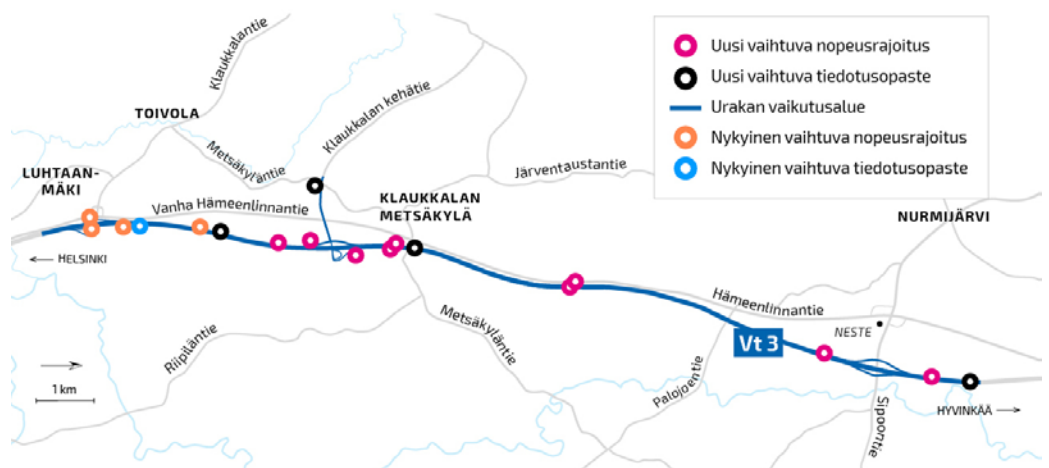 Uusi vaihtuva nopeusrajoitus
Uusi vaihtuva tiedotusopaste
Urakan vaikutusalue
Nykyinen vaihtuva nopeusrajoitus
Nykyinen vaihtuva tiedotusopaste
Klaukkalantie
Klaukkalan kehätie
TOIVOLA
Metsäkyläntie
Järventaustantie
LUHTAAN-
MÄKI
Vanha Hämeenlinnantie
KLAUKKALAN
METSÄKYLÄ
NURMIJÄRVI
← HELSINKI
Hämeenlinnantie
NESTE
Vt 3
Metsäkyläntie
Riipiläntie
Palojoentie
Sipoontie
1 km
HYVINKÄÄ →